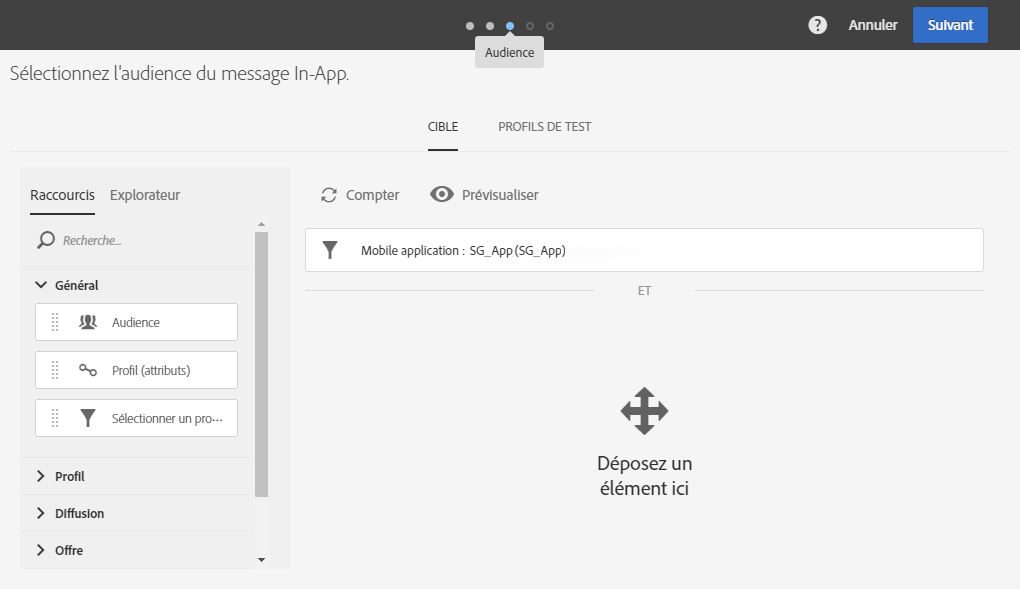 ?
Annuler
Suivant
Audience
Sélectionnez l'audience du message In-App.
CIBLE
PROFILS DE TEST
Raccourcis
Explorateur
Compter
Prévisualiser
Recherche...
Mobile application : SG_App (SG_App)
ET
Général
Audience
Profil (attributs)
Sélectionner un pro···
Déposez un
élément ici
Profil
Diffusion
Offre